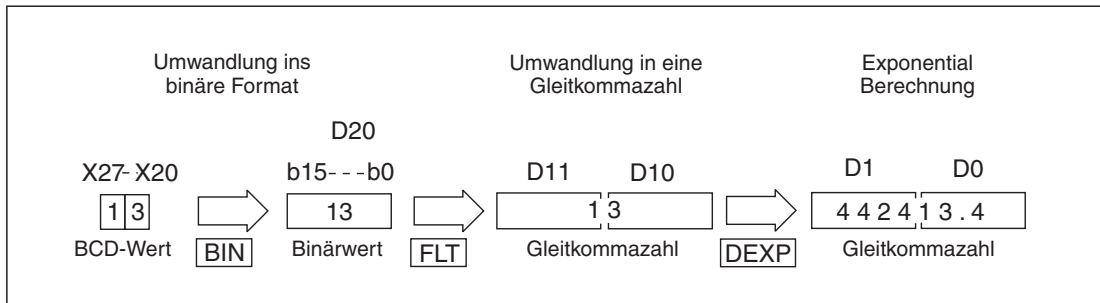 Umwandlung ins
binäre Format
Umwandlung in eine
Gleitkommazahl
Exponential
Berechnung
D20
X27- X20
b15- - - b0
D11
D10
D1
D0
1 3
13
1 3
4 4 2 4 1 3 . 4
BCD-Wert
BIN
Binärwert
FLT
Gleitkommazahl
DEXP
Gleitkommazahl